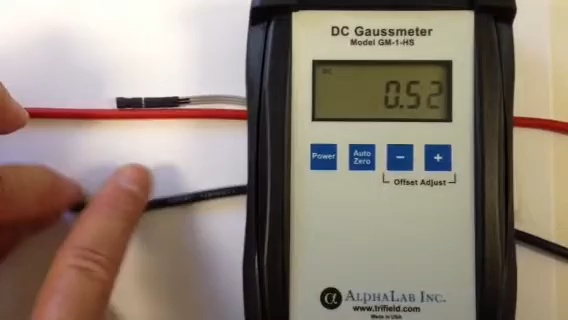 DC Gaussmeter
Model GM-1-HS
DC
0.52
Power
Auto
Zero
−
+
Offset Adjust
α
ALPHALAB INC.
www.trifield.com
Made in USA